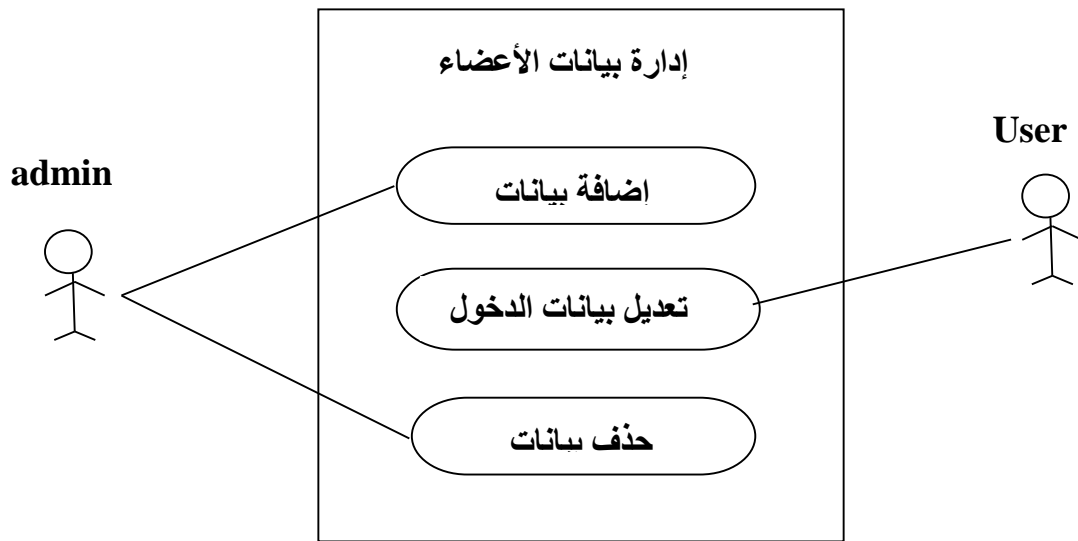 إدارة بيانات الأعضاء
User
admin
إضافة بيانات
تعديل بيانات الدخول
حذف بيانات